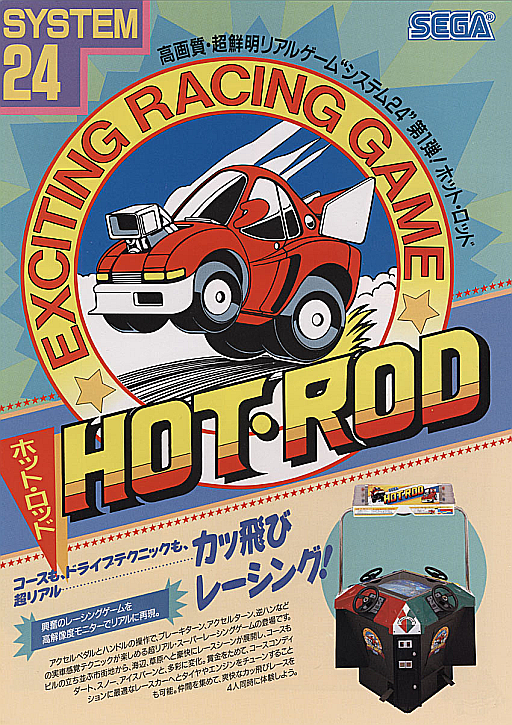 SYSTEM
24
SEGA®
高画質・超鮮明リアルゲーム“システム24”第1弾!ホット・ロッド
EXCITING RACING GAME
HOT・ROD
ホット・ロッド
コースも、ドライブテクニックも、
超リアル
カッ飛び
レーシング!
HOT・ROD
興奮のレーシングゲームを
高解像度モニターでリアルに再現。
アクセルペダルとハンドルの操作で、ブレーキターン、アクセルターン、逆ハンなど
の実車感覚テクニックが楽しめる超リアル・スーパーレーシングゲームの登場です。
ビルの立ち並ぶ市街地から、海辺、草原へと豪快にレースシーンが展開し、コースも
ダート、スノー、アイスバーンと、多彩に変化。賞金をためて、コースコンディ
ションに最適なレースカーへとタイヤやエンジンをチューンすること
も可能。仲間を集めて、爽快なカッ飛びレースを
4人同時に体験しよう。